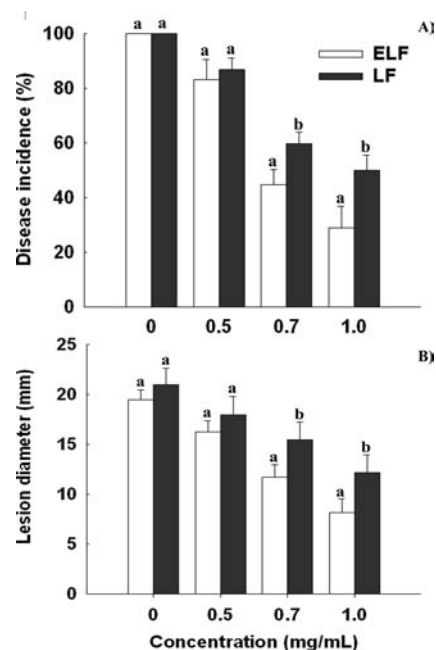 A)
ELF
LF
Disease incidence (%)
100
80
60
40
20
0
a a a a a b a b
0 0.5 0.7 1.0
B)
Lesion diameter (mm)
25
20
15
10
5
0
a a a a a b a b
0 0.5 0.7 1.0
Concentration (mg/mL)